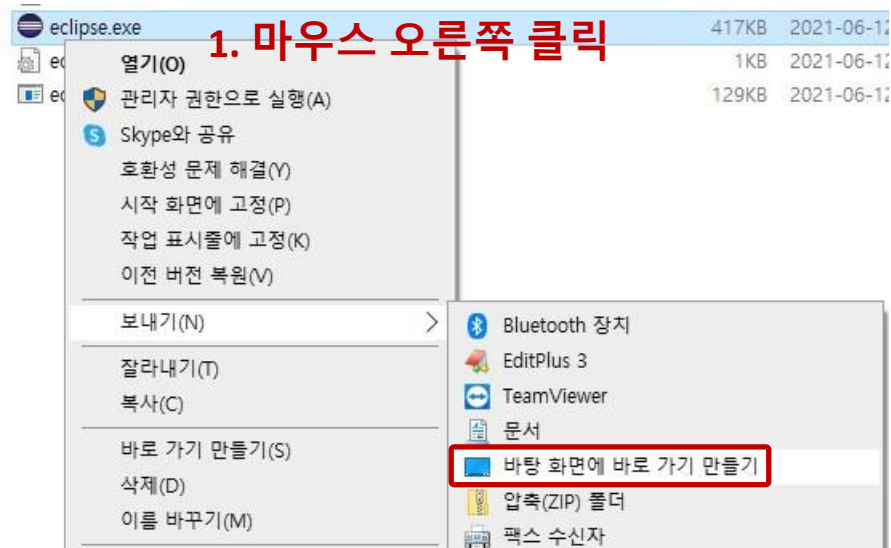 eclipse.exe 417KB 2021-06-12
1. 마우스 오른쪽 클릭
1KB 2021-06-12
129KB 2021-06-12
열기(O)
관리자 권한으로 실행(A)
Skype와 공유
호환성 문제 해결(Y)
시작 화면에 고정(P)
작업 표시줄에 고정(K)
이전 버전 복원(V)
보내기(N)
잘라내기(T)
복사(C)
바로 가기 만들기(S)
삭제(D)
이름 바꾸기(M)
Bluetooth 장치
EditPlus 3
TeamViewer
문서
바탕 화면에 바로 가기 만들기
압축(ZIP) 폴더
팩스 수신자